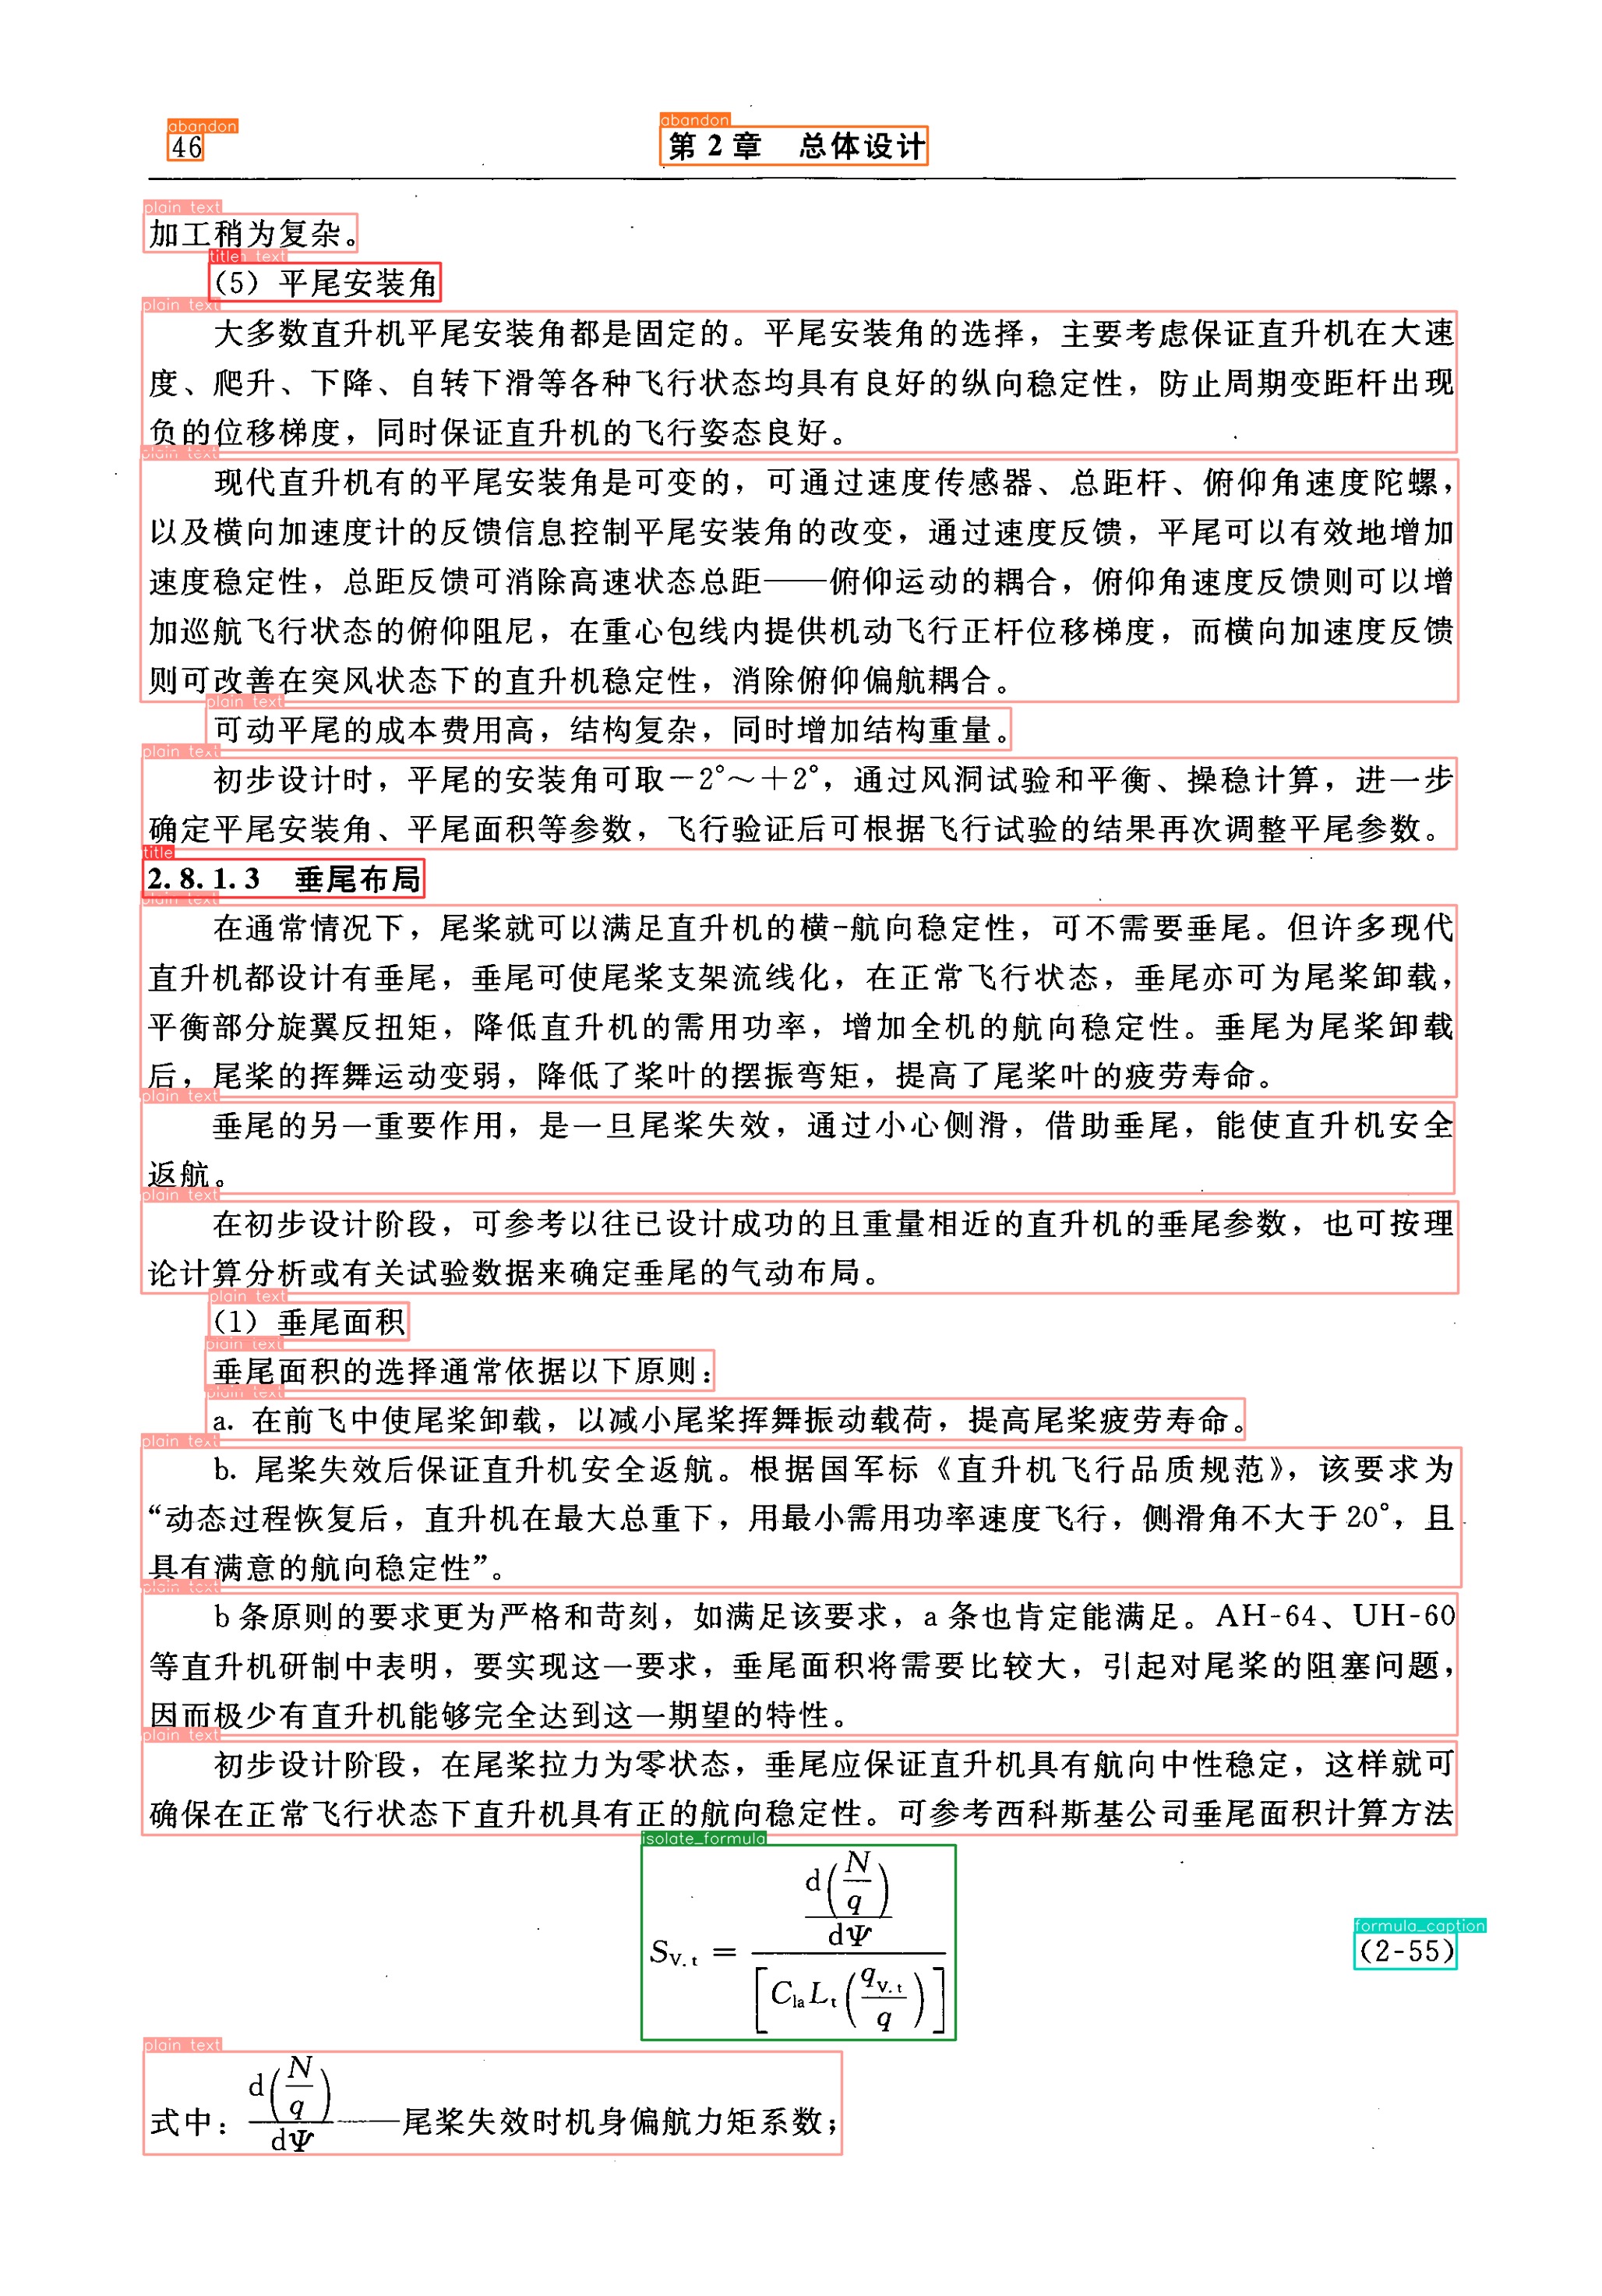 abandon
46
abandon
第 2 章 总体设计
plain text
加工稍为复杂。
title
(5) 平尾安装角
plain text
大多数直升机平尾安装角都是固定的。平尾安装角的选择，主要考虑保证直升机在大速
度、爬升、下降、自转下滑等各种飞行状态均具有良好的纵向稳定性，防止周期变距杆出现
负的位移梯度，同时保证直升机的飞行姿态良好。
plain text
现代直升机有的平尾安装角是可变的，可通过速度传感器、总距杆、俯仰角速度陀螺，
以及横向加速度计的反馈信息控制平尾安装角的改变，通过速度反馈，平尾可以有效地增加
速度稳定性，总距反馈可消除高速状态总距——俯仰运动的耦合，俯仰角速度反馈则可以增
加巡航飞行状态的俯仰阻尼，在重心包线内提供机动飞行正杆位移梯度，而横向加速度反馈
则可改善在突风状态下的直升机稳定性，消除俯仰偏航耦合。
plain text
可动平尾的成本费用高，结构复杂，同时增加结构重量。
plain text
初步设计时，平尾的安装角可取－2°～＋2°，通过风洞试验和平衡、操稳计算，进一步
确定平尾安装角、平尾面积等参数，飞行验证后可根据飞行试验的结果再次调整平尾参数。
title
2.8.1.3 垂尾布局
plain text
在通常情况下，尾桨就可以满足直升机的横-航向稳定性，可不需要垂尾。但许多现代
直升机都设计有垂尾，垂尾可使尾桨支架流线化，在正常飞行状态，垂尾亦可为尾桨卸载，
平衡部分旋翼反扭矩，降低直升机的需用功率，增加全机的航向稳定性。垂尾为尾桨卸载
后，尾桨的挥舞运动变弱，降低了桨叶的摆振弯矩，提高了尾桨叶的疲劳寿命。
plain text
垂尾的另一重要作用，是一旦尾桨失效，通过小心侧滑，借助垂尾，能使直升机安全
返航。
plain text
在初步设计阶段，可参考以往已设计成功的且重量相近的直升机的垂尾参数，也可按理
论计算分析或有关试验数据来确定垂尾的气动布局。
plain text
(1) 垂尾面积
plain text
垂尾面积的选择通常依据以下原则：
plain text
a. 在前飞中使尾桨卸载，以减小尾桨挥舞振动载荷，提高尾桨疲劳寿命。
plain text
b. 尾桨失效后保证直升机安全返航。根据国军标《直升机飞行品质规范》，该要求为
“动态过程恢复后，直升机在最大总重下，用最小需用功率速度飞行，侧滑角不大于 20°，且
具有满意的航向稳定性”。
plain text
b 条原则的要求更为严格和苛刻，如满足该要求，a 条也肯定能满足。AH-64、UH-60
等直升机研制中表明，要实现这一要求，垂尾面积将需要比较大，引起对尾桨的阻塞问题，
因而极少有直升机能够完全达到这一期望的特性。
plain text
初步设计阶段，在尾桨拉力为零状态，垂尾应保证直升机具有航向中性稳定，这样就可
确保在正常飞行状态下直升机具有正的航向稳定性。可参考西科斯基公司垂尾面积计算方法
isolate_formula
S_{V.t} = \frac{\frac{d(\frac{N}{q})}{dΨ}}{[C_{la} L_t (\frac{q_{V.t}}{q})]}
formula_caption
(2-55)
plain text
式中：\frac{d(\frac{N}{q})}{dΨ}——尾桨失效时机身偏航力矩系数；